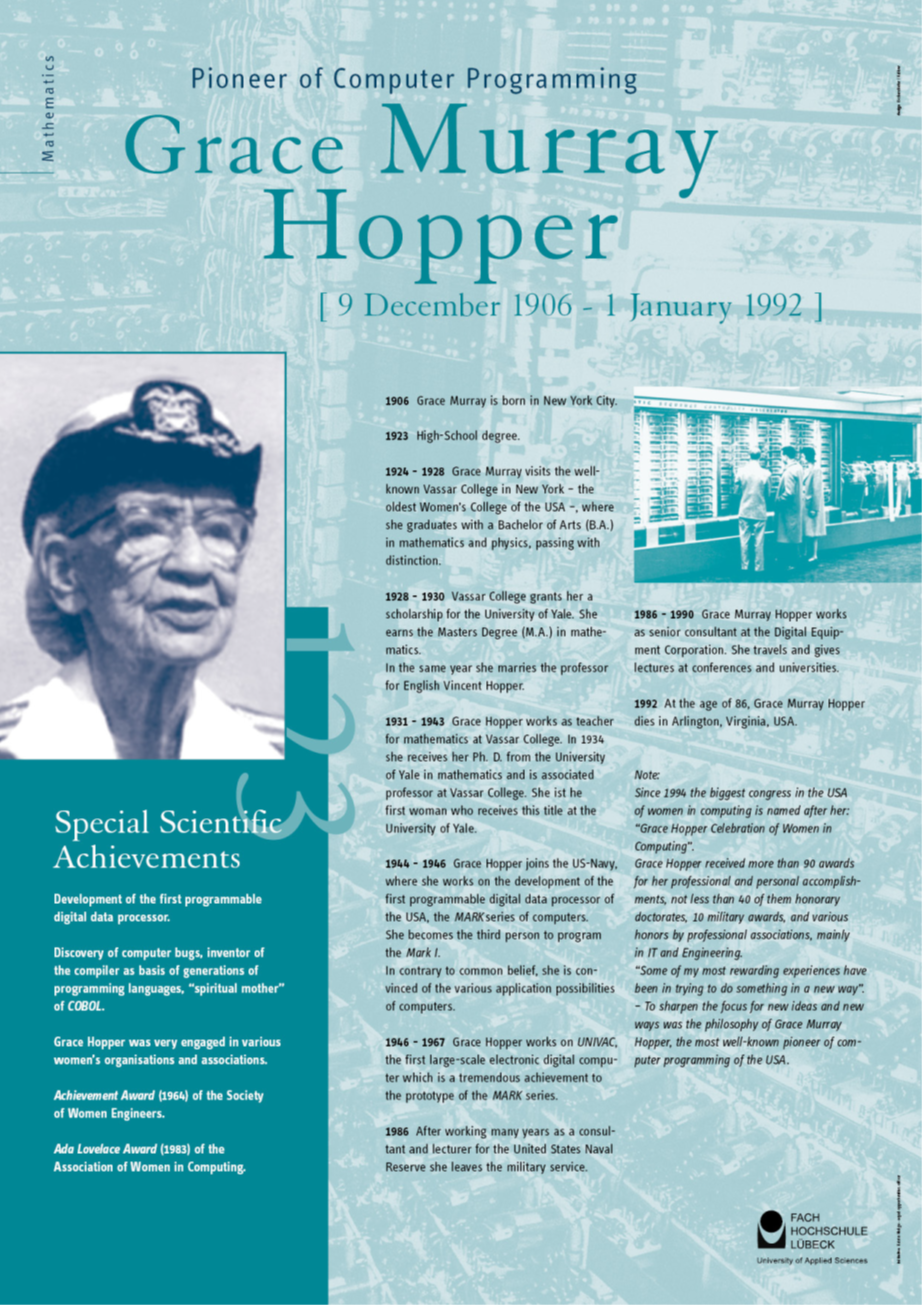 Mathematics
Pioneer of Computer Programming
Grace Murray
Hopper
[ 9 December 1906 - 1 January 1992 ]
1906 Grace Murray is born in New York City.
1923 High-School degree.
1924 - 1928 Grace Murray visits the well-
known Vassar College in New York – the
oldest Women's College of the USA –, where
she graduates with a Bachelor of Arts (B.A.)
in mathematics and physics, passing with
distinction.
1928 - 1930 Vassar College grants her a
scholarship for the University of Yale. She
earns the Masters Degree (M.A.) in mathe-
matics.
In the same year she marries the professor
for English Vincent Hopper.
1931 - 1943 Grace Hopper works as teacher
for mathematics at Vassar College. In 1934
she receives her Ph. D. from the University
of Yale in mathematics and is associated
professor at Vassar College. She ist he
first woman who receives this title at the
University of Yale.
1944 - 1946 Grace Hopper joins the US-Navy,
where she works on the development of the
first programmable digital data processor of
the USA, the MARKseries of computers.
She becomes the third person to program
the Mark I.
In contrary to common belief, she is con-
vinced of the various application possibilities
of computers.
1946 - 1967 Grace Hopper works on UNIVAC,
the first large-scale electronic digital compu-
ter which is a tremendous achievement to
the prototype of the MARK series.
1986 After working many years as a consul-
tant and lecturer for the United States Naval
Reserve she leaves the military service.
1986 - 1990 Grace Murray Hopper works
as senior consultant at the Digital Equip-
ment Corporation. She travels and gives
lectures at conferences and universities.
1992 At the age of 86, Grace Murray Hopper
dies in Arlington, Virginia, USA.
Note:
Since 1994 the biggest congress in the USA
of women in computing is named after her:
"Grace Hopper Celebration of Women in
Computing".
Grace Hopper received more than 90 awards
for her professional and personal accomplish-
ments, not less than 40 of them honorary
doctorates, 10 military awards, and various
honors by professional associations, mainly
in IT and Engineering.
"Some of my most rewarding experiences have
been in trying to do something in a new way".
– To sharpen the focus for new ideas and new
ways was the philosophy of Grace Murray
Hopper, the most well-known pioneer of com-
puter programming of the USA.
123
Special Scientific
Achievements
Development of the first programmable
digital data processor.
Discovery of computer bugs, inventor of
the compiler as basis of generations of
programming languages, "spiritual mother"
of COBOL.
Grace Hopper was very engaged in various
women's organisations and associations.
Achievement Award (1964) of the Society
of Women Engineers.
Ada Lovelace Award (1983) of the
Association of Women in Computing.
FACH
HOCHSCHULE
LÜBECK
University of Applied Sciences